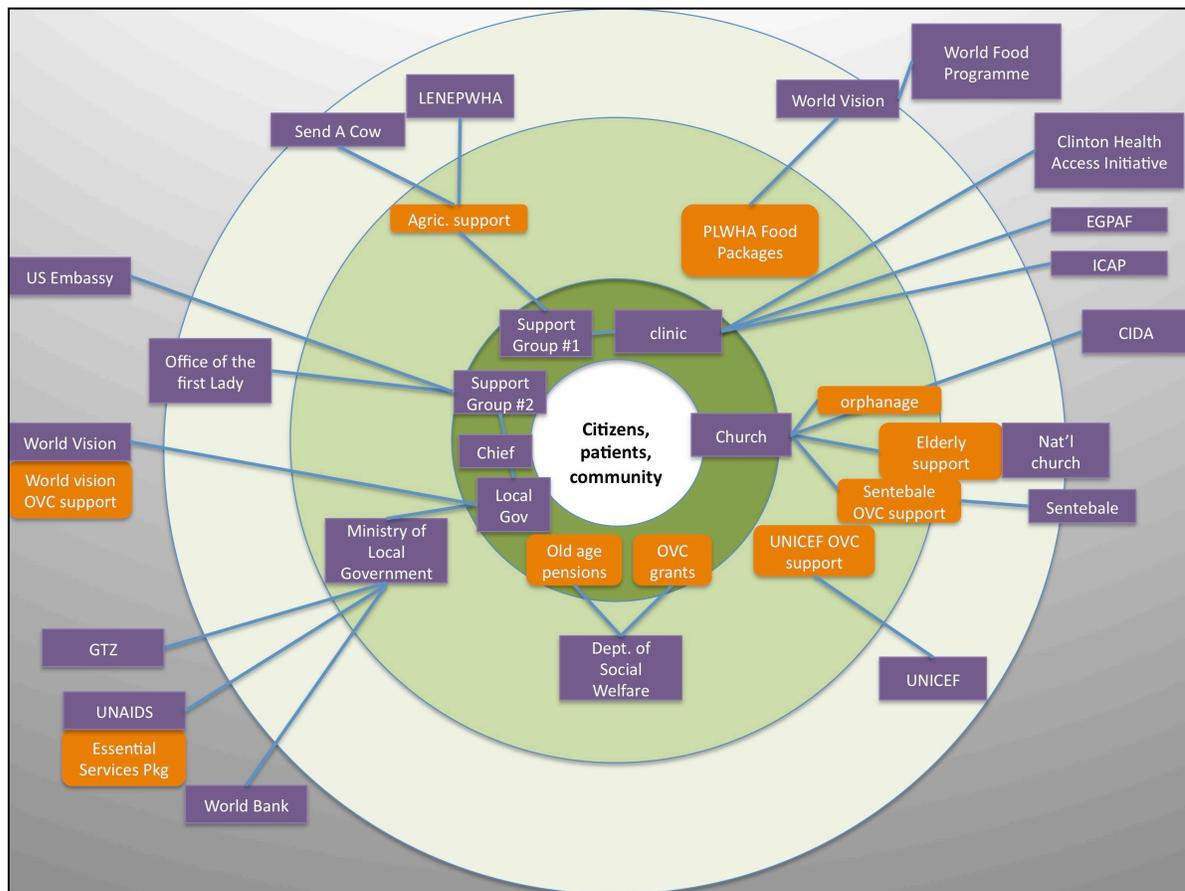 World Food
Programme
LENEPWHA
World Vision
Send A Cow
Clinton Health
Access Initiative
Agric. support
PLWHA Food
Packages
EGPAF
ICAP
US Embassy
Support
Group #1
clinic
CIDA
Office of the
first Lady
Support
Group #2
orphanage
World Vision
Chief
Citizens,
patients,
community
Church
Elderly
support
Nat'l
church
World vision
OVC support
Local
Gov
Sentebale
OVC support
Sentebale
Ministry of
Local
Government
Old age
pensions
OVC
grants
UNICEF OVC
support
GTZ
Dept. of
Social
Welfare
UNICEF
UNAIDS
Essential
Services Pkg
World Bank